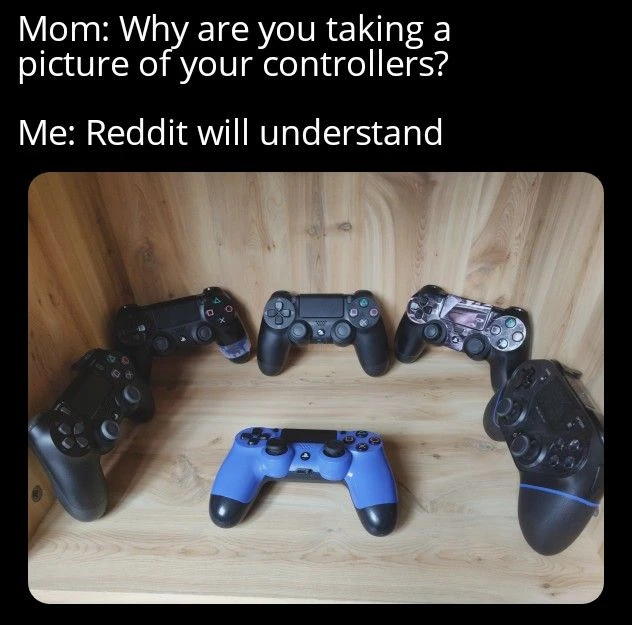 Mom: Why are you taking a
picture of your controllers?
Me: Reddit will understand